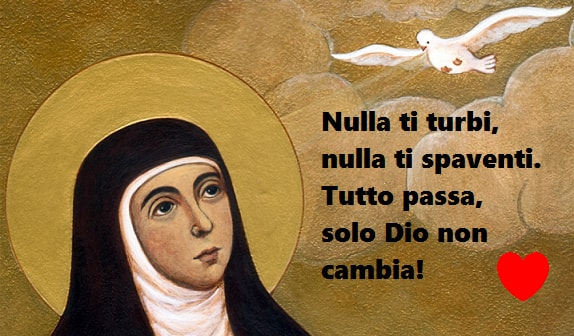 Nulla ti turbi,
nulla ti spaventi.
Tutto passa,
solo Dio non
cambia!